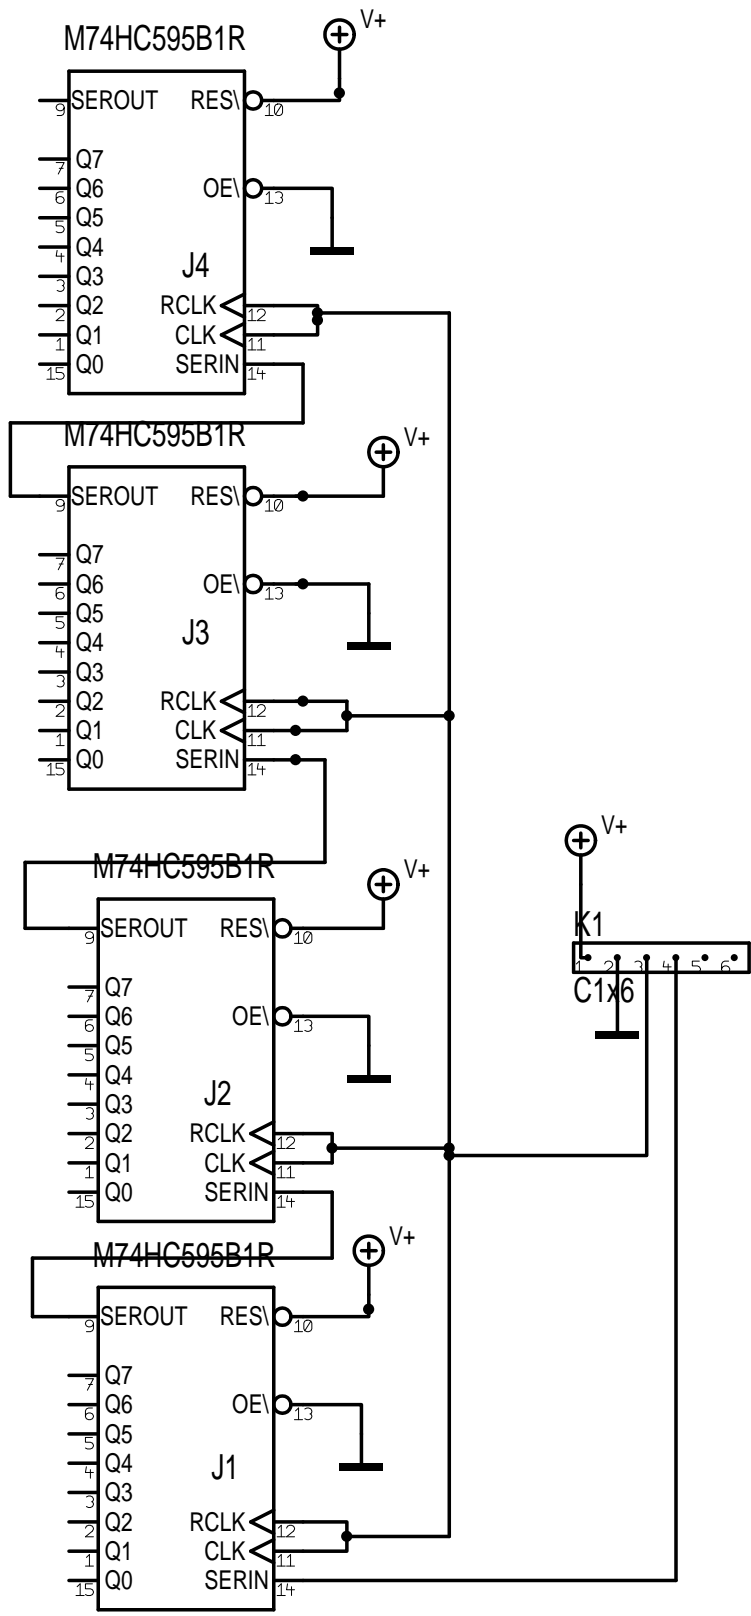 V+
M74HC595B1R
SEROUT RES\
9 10
Q7
7
Q6 OE\
6 13
Q5
5
Q4
4
J4
Q3
3
Q2 RCLK
2 12
Q1 CLK
1 11
Q0 SERIN
15 14
M74HC595B1R
V+
SEROUT RES\
9 10
Q7
7
Q6 OE\
6 13
Q5
5
J3
Q4
4
Q3
3
Q2 RCLK
2 12
Q1 CLK
1 11
Q0 SERIN
15 14
M74HC595B1R
V+
SEROUT RES\
9 10
Q7
7
Q6 OE\
6 13
Q5
5
Q4
4
J2
Q3
3
Q2 RCLK
2 12
Q1 CLK
1 11
Q0 SERIN
15 14
M74HC595B1R
V+
SEROUT RES\
9 10
Q7
7
Q6 OE\
6 13
Q5
5
Q4
4
J1
Q3
3
Q2 RCLK
2 12
Q1 CLK
1 11
Q0 SERIN
15 14
V+
K1
1 2 3 4 5 6
C1x6